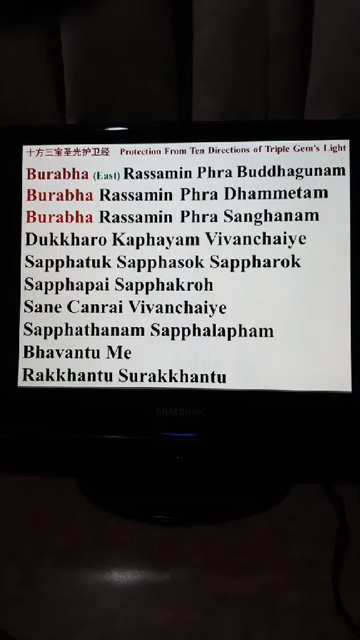 十方三宝圣光护卫经 Protection From Ten Directions of Triple Gem's Light
Burabha (East) Rassamin Phra Buddhagunam
Burabha Rassamin Phra Dhammetam
Burabha Rassamin Phra Sanghanam
Dukkharo Kaphayam Vivanchaiye
Sapphatuk Sapphasok Sappharok
Sapphapai Sapphakroh
Sane Canrai Vivanchaiye
Sapphathanam Sapphalapham
Bhavantu Me
Rakkhantu Surakkhantu
SAMSUNG